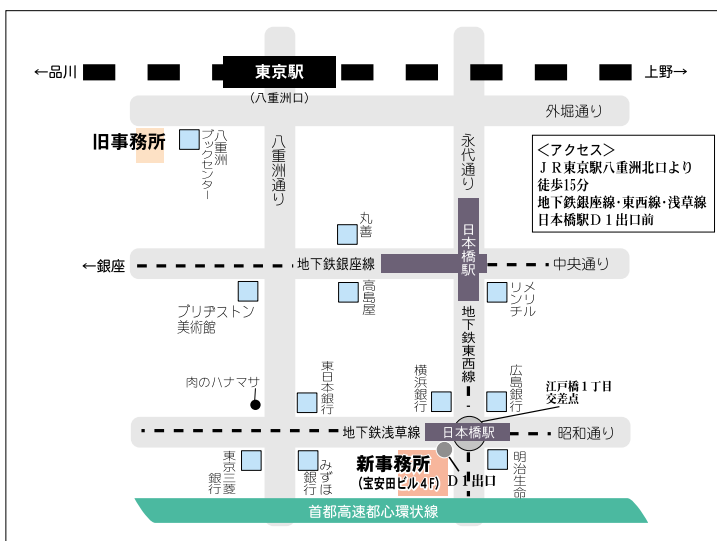 ←品川
東京駅
上野→
(八重洲口)
外堀通り
旧事務所
八重洲
ブックセンター
八重洲通り
永代通り
＜アクセス＞
ＪＲ東京駅八重洲北口より
徒歩15分
地下鉄銀座線・東西線・浅草線
日本橋駅Ｄ１出口前
丸善
日本橋駅
←銀座
地下鉄銀座線
中央通り
ブリヂストン
美術館
高島屋
メリル
リンチ
地下鉄東西線
肉のハナマサ
東日本銀行
横浜銀行
広島銀行
江戸橋１丁目
交差点
地下鉄浅草線
日本橋駅
昭和通り
東京三菱
銀行
みずほ
銀行
新事務所
(宝安田ビル４F)
Ｄ１出口
明治生命
首都高速都心環状線